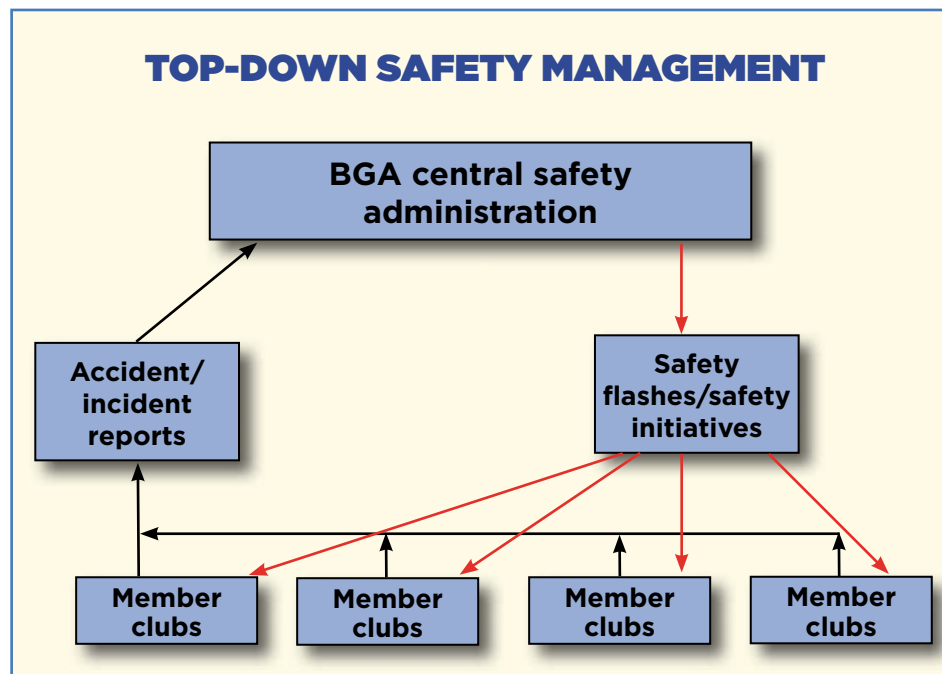 TOP-DOWN SAFETY MANAGEMENT
BGA central safety
administration
Accident/
incident
reports
Safety
flashes/safety
initiatives
Member
clubs
Member
clubs
Member
clubs
Member
clubs